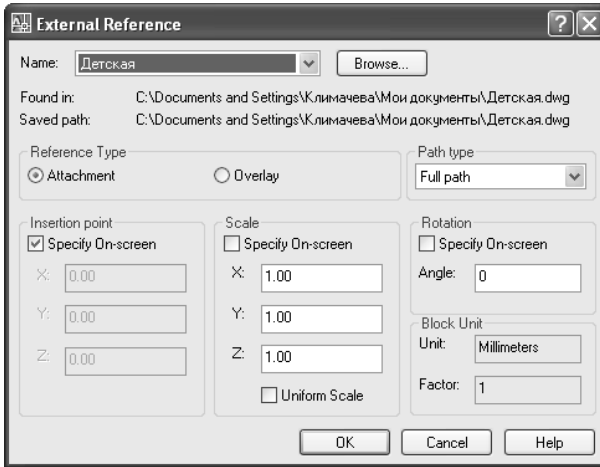 External Reference
Name: Детская Browse...
Found in: C:\Documents and Settings\Климачева\Мои документы\Детская.dwg
Saved path: C:\Documents and Settings\Климачева\Мои документы\Детская.dwg
Reference Type
Attachment Overlay
Path type
Full path
Insertion point
Specify On-screen
X: 0.00
Y: 0.00
Z: 0.00
Scale
Specify On-screen
X: 1.00
Y: 1.00
Z: 1.00
Uniform Scale
Rotation
Specify On-screen
Angle: 0
Block Unit
Unit: Millimeters
Factor: 1
OK Cancel Help